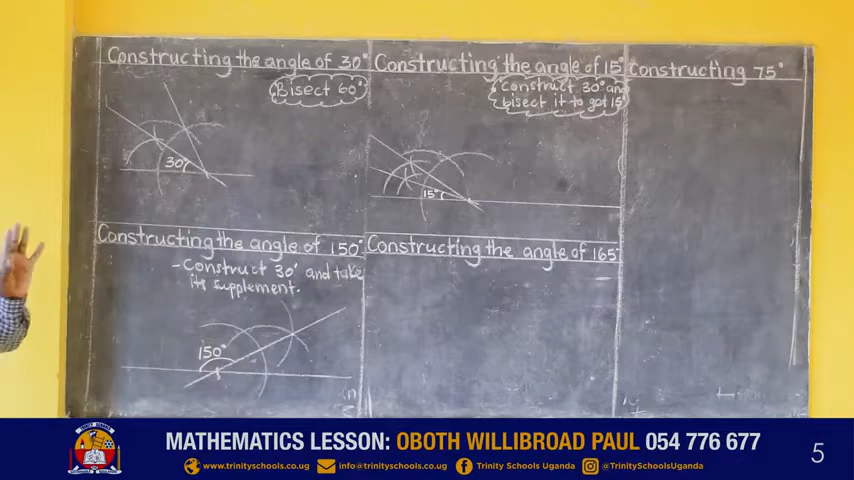 Constructing the angle of 30°
Bisect 60°
30°
Constructing the angle of 15°
Construct 30° and
bisect it to get 15°
15°
Constructing 75°
Constructing the angle of 150°
-Construct 30° and take
its supplement.
150°
Constructing the angle of 165°
MATHEMATICS LESSON: OBOTH WILLIBROAD PAUL 054 776 677
www.trinityschools.co.ug info@trinityschools.co.ug Trinity Schools Uganda @TrinitySchoolsUganda
5